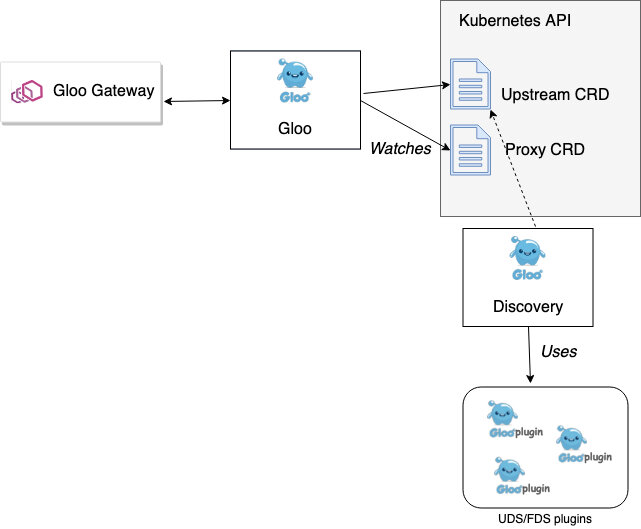 Kubernetes API
Gloo Gateway
Gloo
Gloo
Upstream CRD
Watches
Proxy CRD
Gloo
Discovery
Uses
Gloo plugin
Gloo plugin
Gloo plugin
UDS/FDS plugins